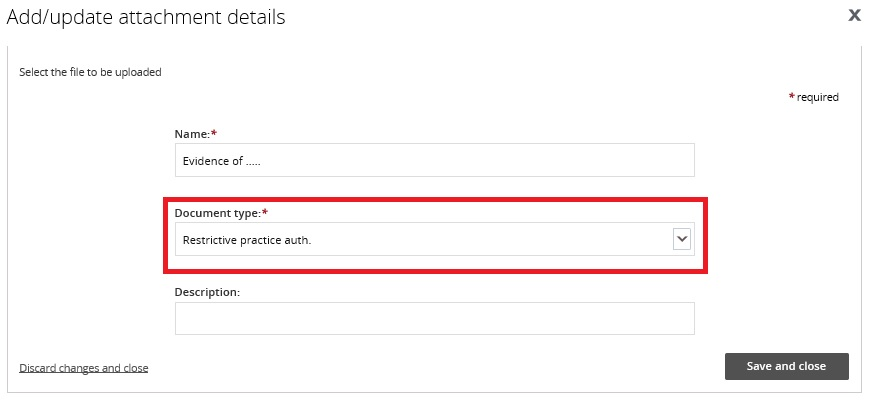 Add/update attachment details
X
Select the file to be uploaded
* required
Name:*
Evidence of .....
Document type:*
Restrictive practice auth.
Description:
Discard changes and close
Save and close